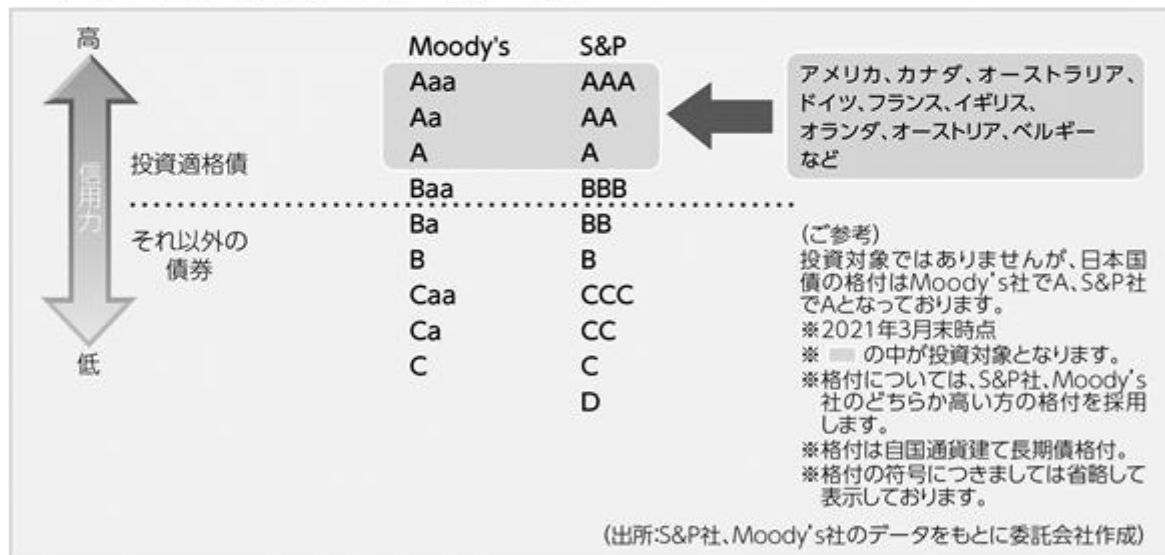 高
Moody's S&P
Aaa AAA
Aa AA
A A
Baa BBB
Ba BB
B B
Caa CCC
Ca CC
C C
D
信用力
投資適格債
それ以外の
債券
低
アメリカ、カナダ、オーストラリア、
ドイツ、フランス、イギリス、
オランダ、オーストリア、ベルギー
など
(ご参考)
投資対象ではありませんが、日本国
債の格付はMoody's社でA、S&P社
でAとなっております。
※2021年3月末時点
※ の中が投資対象となります。
※格付については、S&P社、Moody's
社のどちらか高い方の格付を採用
します。
※格付は自国通貨建て長期債格付。
※格付の符号につきましては省略して
表示しております。
(出所:S&P社、Moody's社のデータをもとに委託会社作成)